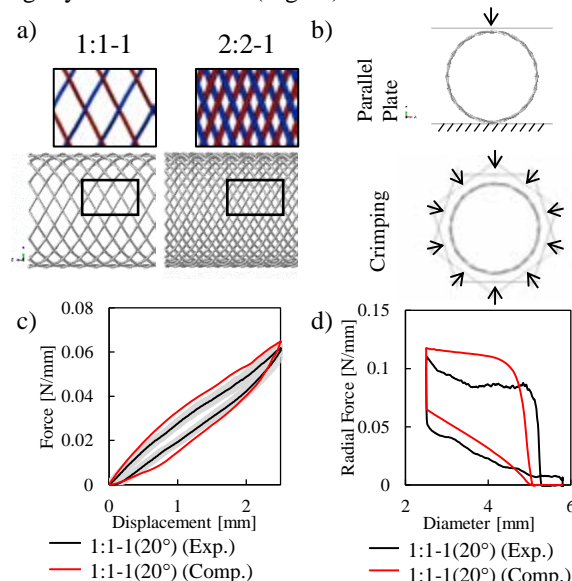 a)
1:1-1
2:2-1
b)
Parallel
Plate
Crimping
c)
Force [N/mm]
0.06
0.04
0.02
0
0
1
2
Displacement [mm]
1:1-1(20°) (Exp.)
1:1-1(20°) (Comp.)
d)
Radial Force [N/mm]
0.15
0.1
0.05
0
2
4
6
Diameter [mm]
1:1-1(20°) (Exp.)
1:1-1(20°) (Comp.)